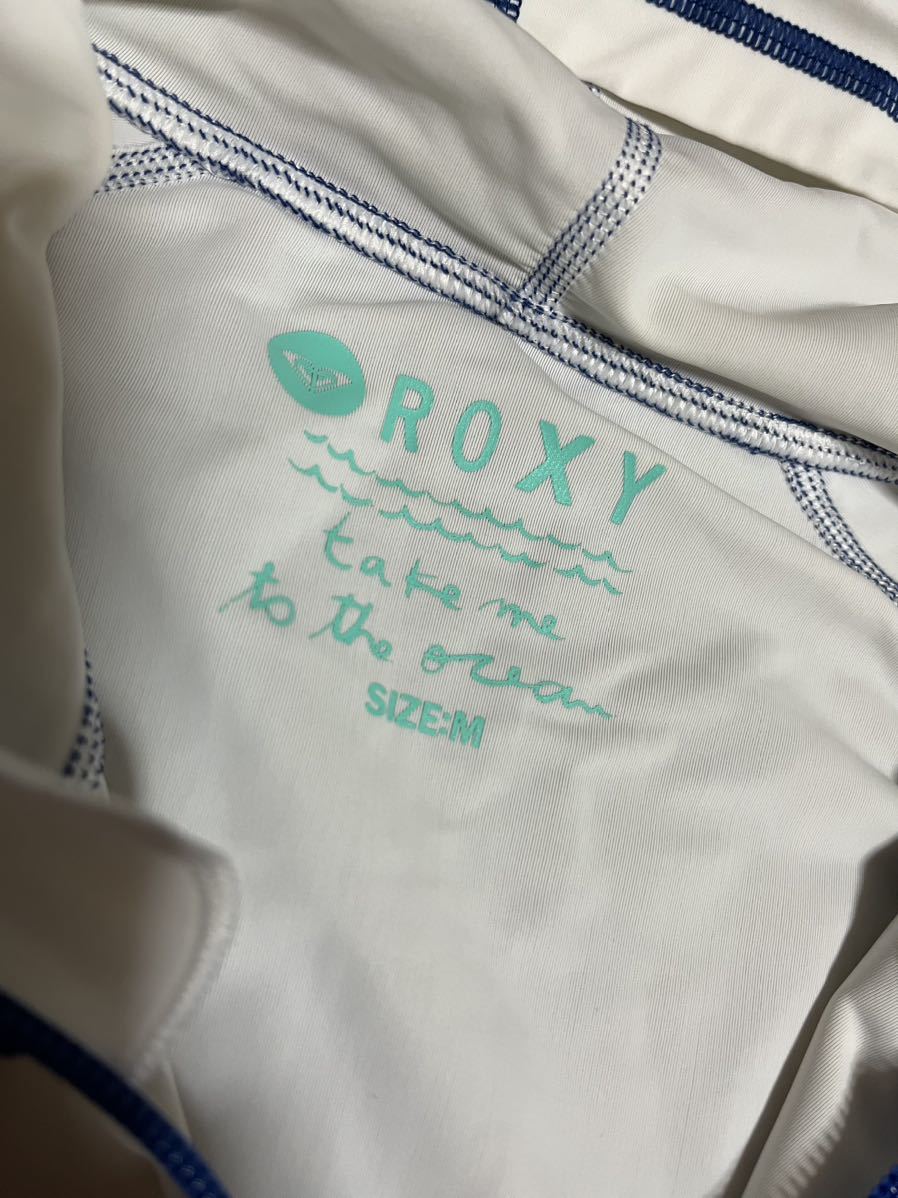 ROXY
take me
to the ocean
SIZE:M